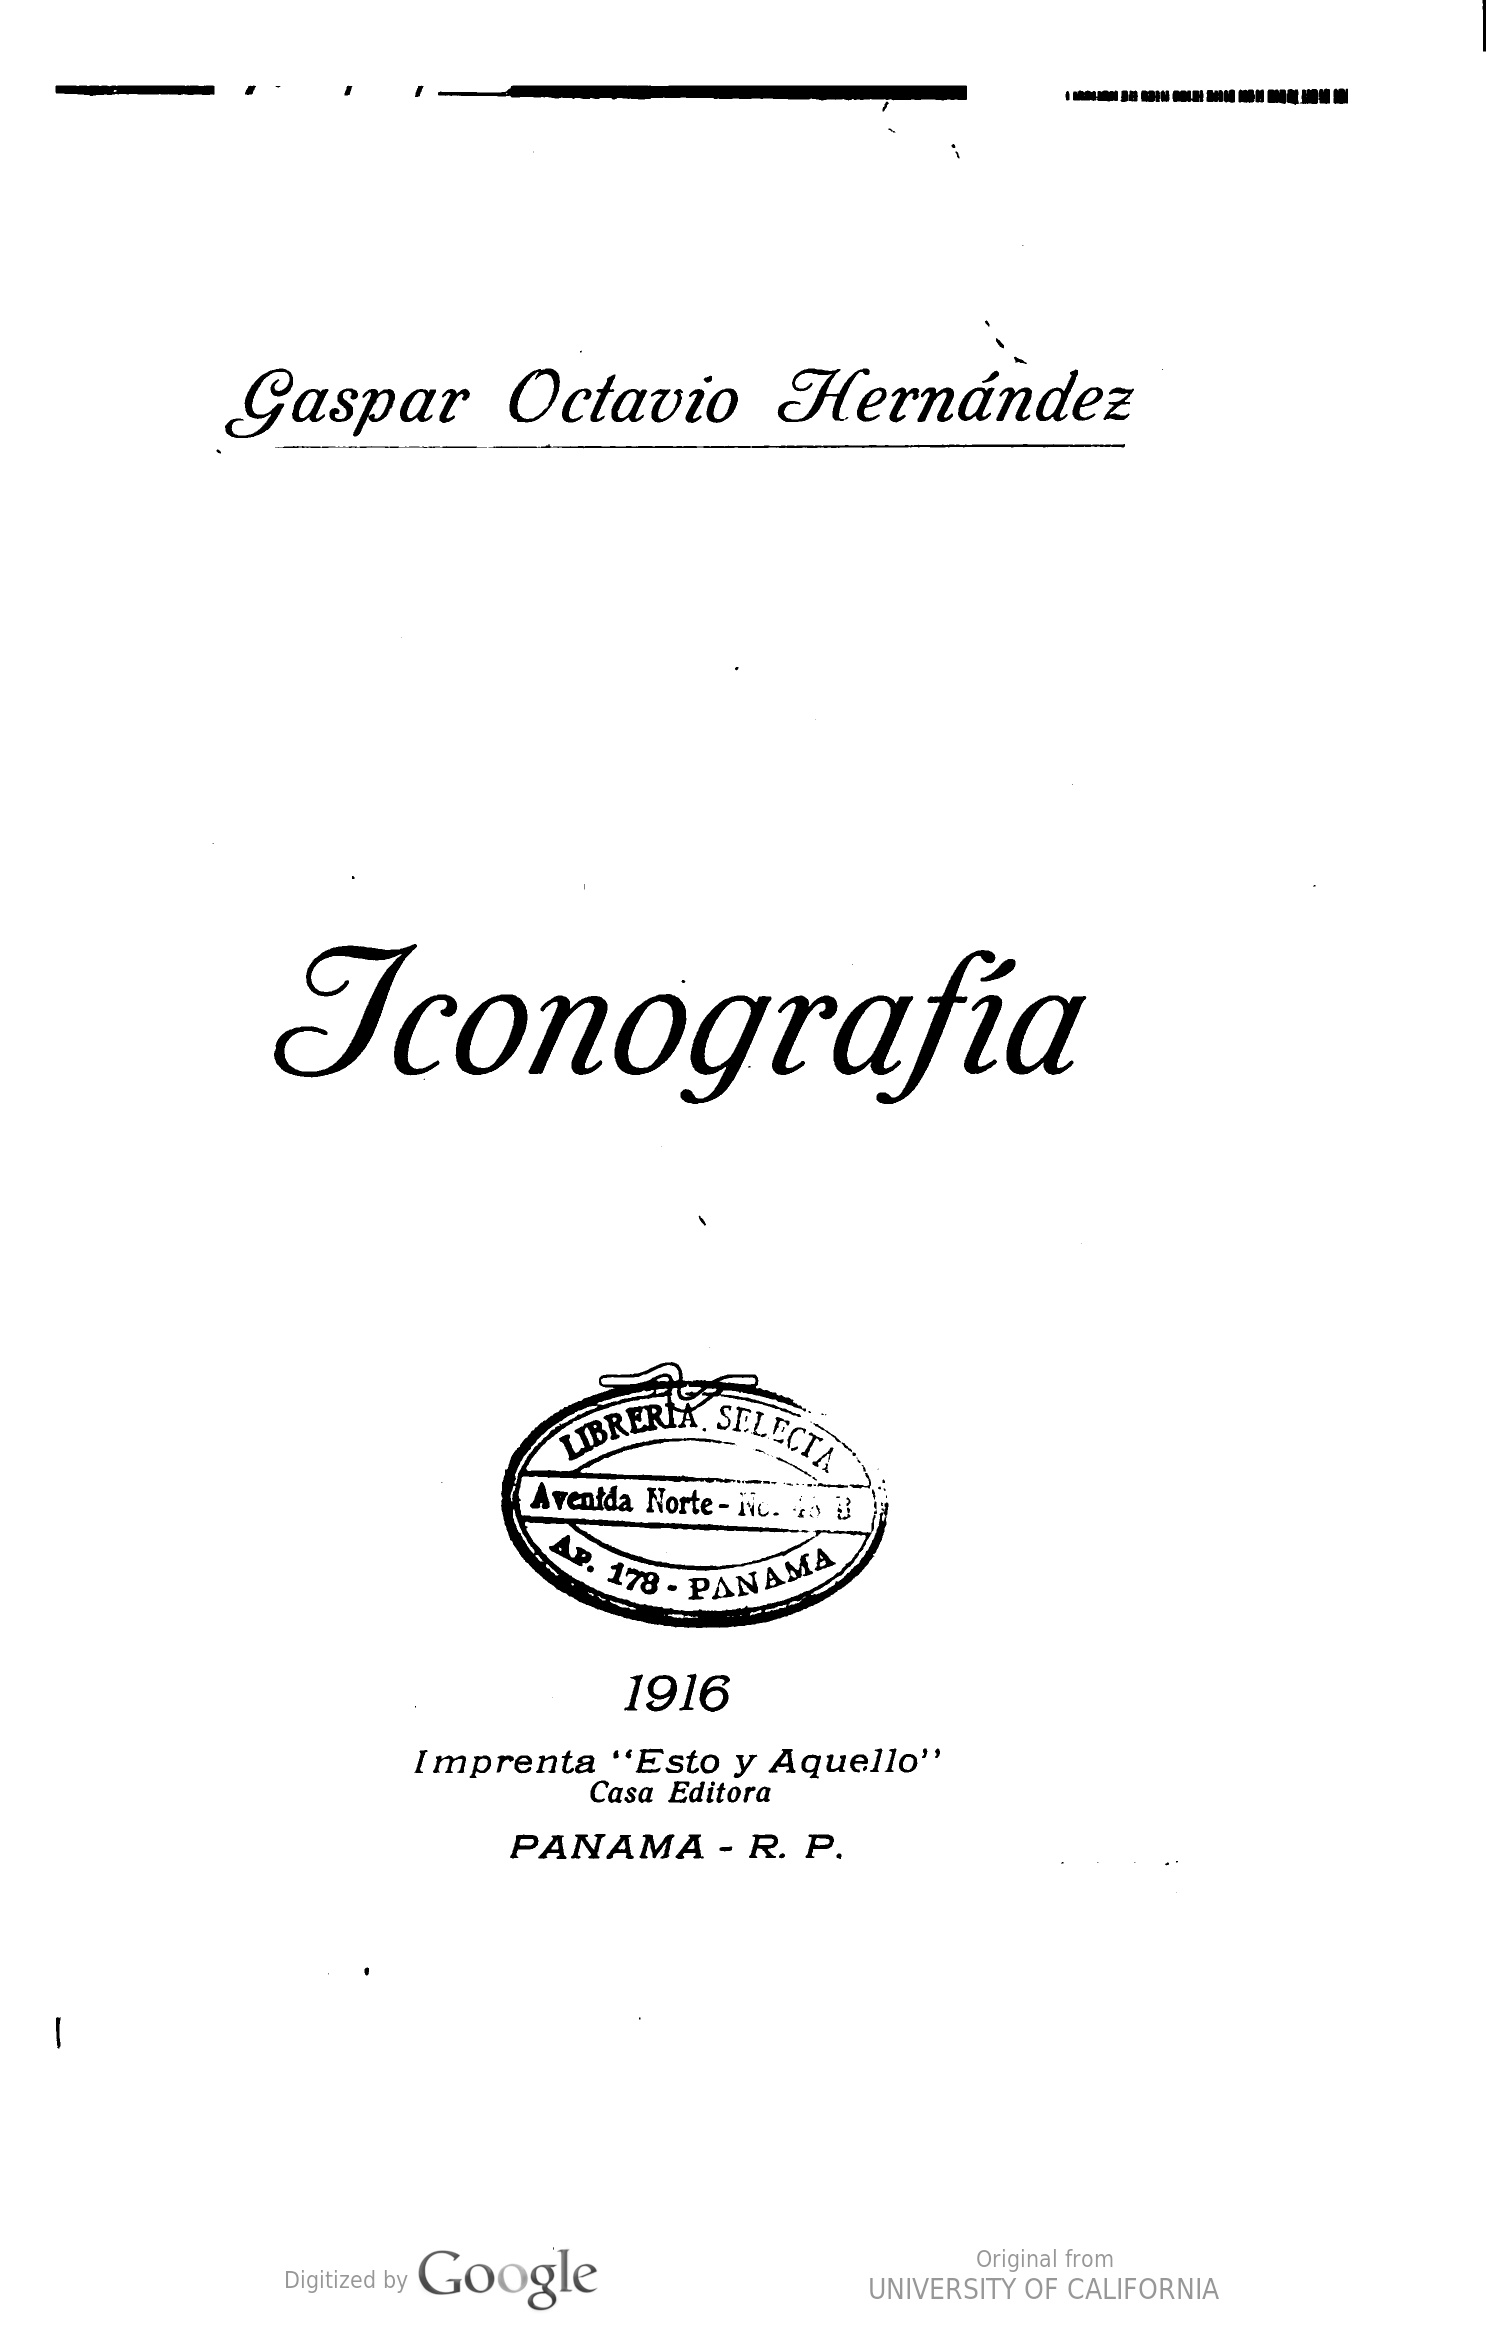 Gaspar Octavio Hernández
Iconografía
LIBRERIA SELECTA
Avenida Norte - No.
AP. 178 - PANAMA
1916
Imprenta "Esto y Aquello"
Casa Editora
PANAMA - R. P.
Digitized by Google
Original from
UNIVERSITY OF CALIFORNIA